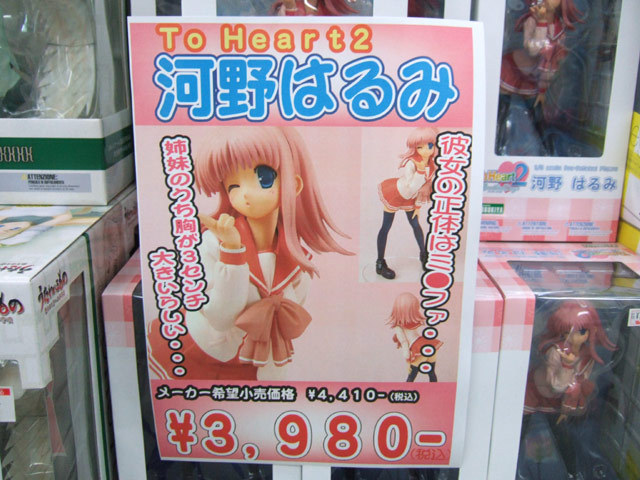 To Heart2
河野はるみ
彼女の正体はミ●ファ・・・
姉妹のうち胸が3センチ
大きいらしい・・・・
メーカー希望小売価格 ¥4,410-(税込)
¥3,980-
(税込)
ATTENZIONE:
Heart2
河野 はるみ